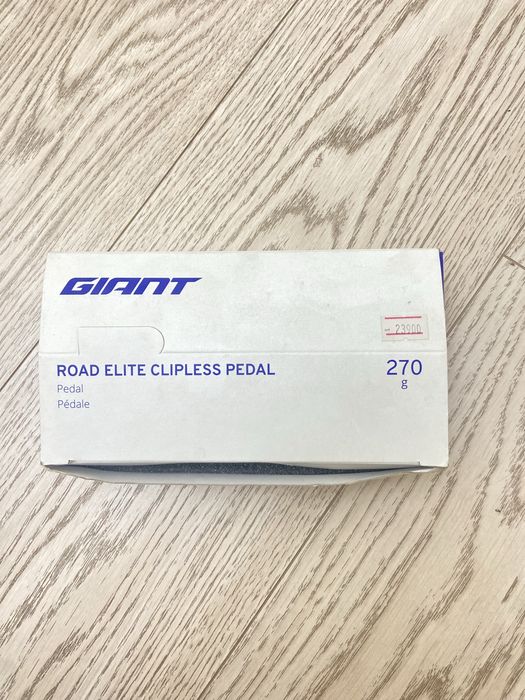 GIANT
23900
ROAD ELITE CLIPLESS PEDAL
270
g
Pedal
Pédale